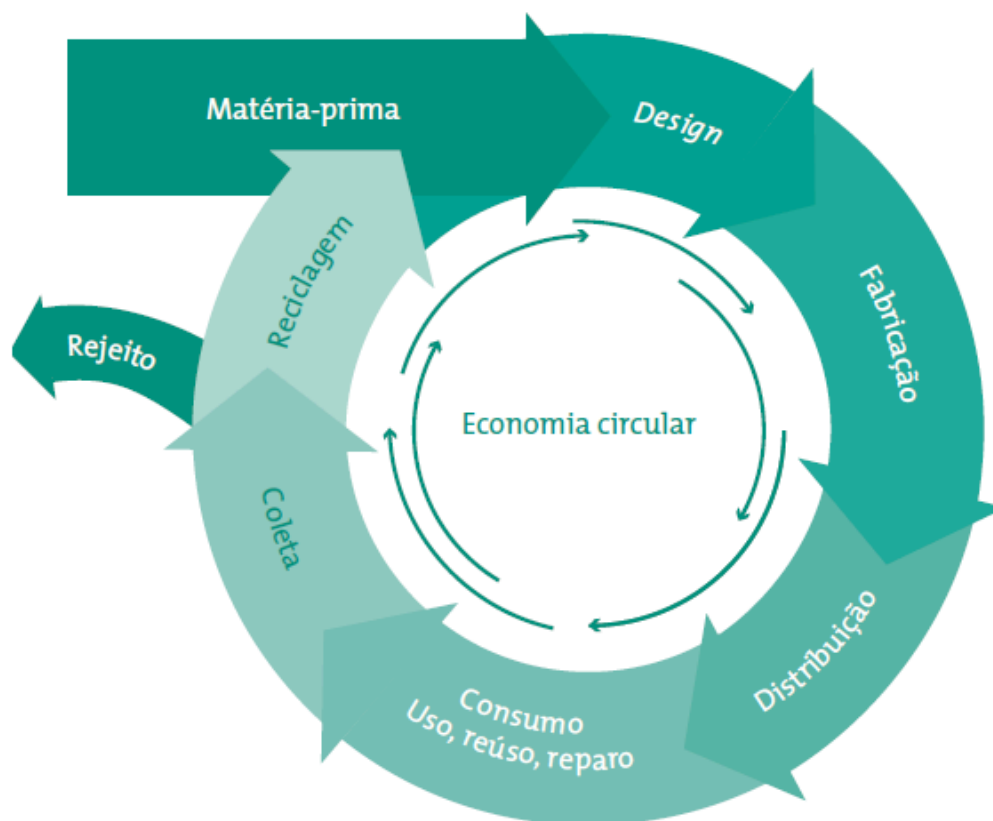 Matéria-prima
Design
Fabricação
Distribuição
Consumo
Uso, reúso, reparo
Coleta
Reciclagem
Rejeito
Economia circular